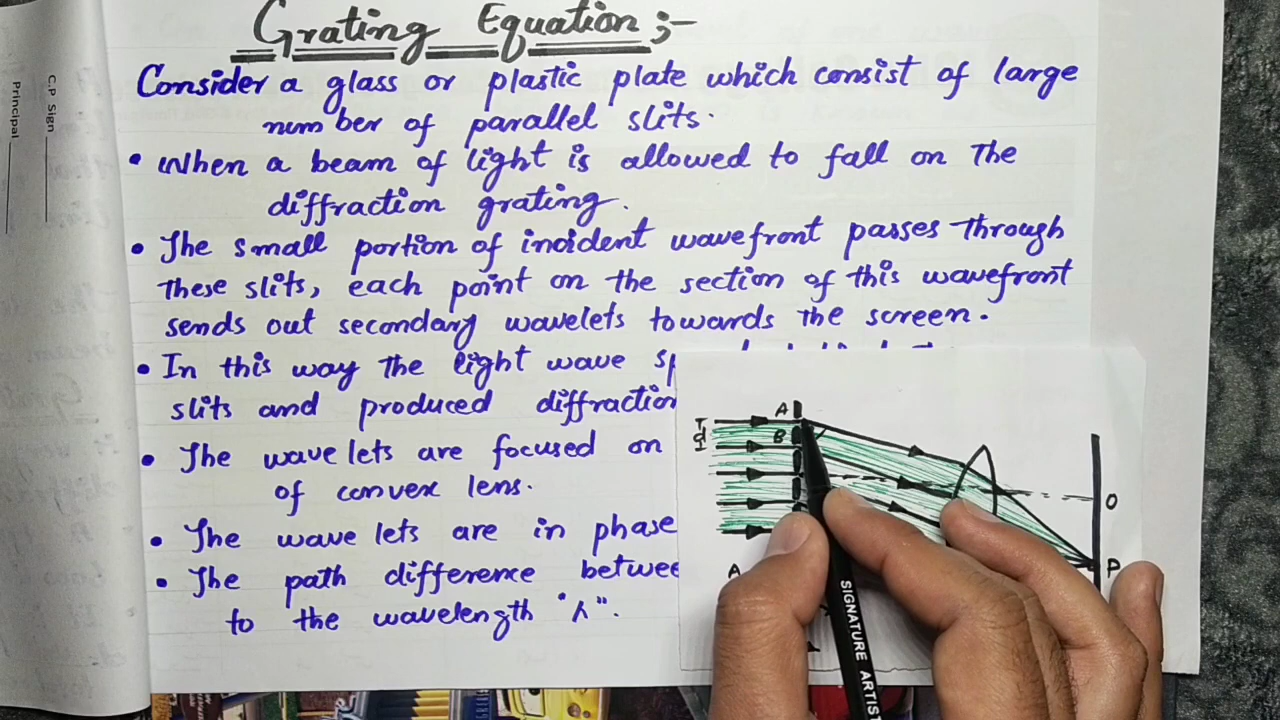 Grating Equation ;-
Consider a glass or plastic plate which consist of large
number of parallel slits.
• When a beam of light is allowed to fall on The
diffraction grating.
• The small portion of incident wavefront passes Through
These slits, each point on the section of this wavefront
sends out secondary wavelets towards the screen.
• In this way the light wave
slits and produced diffraction
• The wavelets are focused on
of convex lens.
• The wavelets are in phase
• The path difference
to the wavelength "λ".
C.P Sign
Principal
A
d
B
O
P
A
SIGNATURE ARTIST